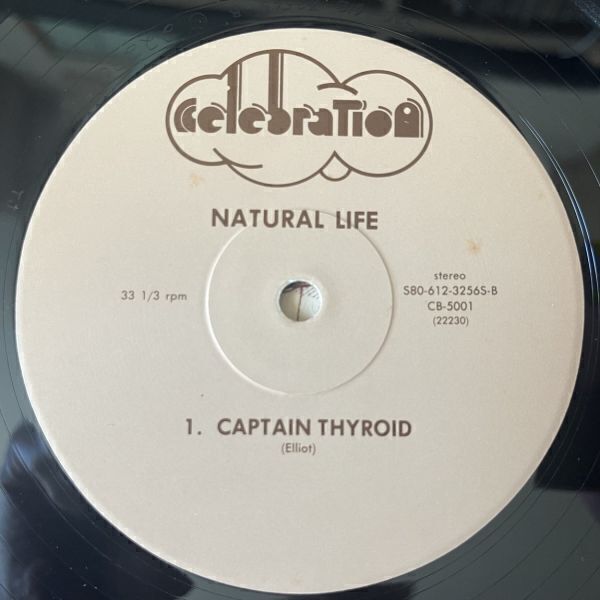 celebration
NATURAL LIFE
33 1/3 rpm
stereo
S80-612-3256S-B
CB-5001
(22230)
1. CAPTAIN THYROID
(Elliot)